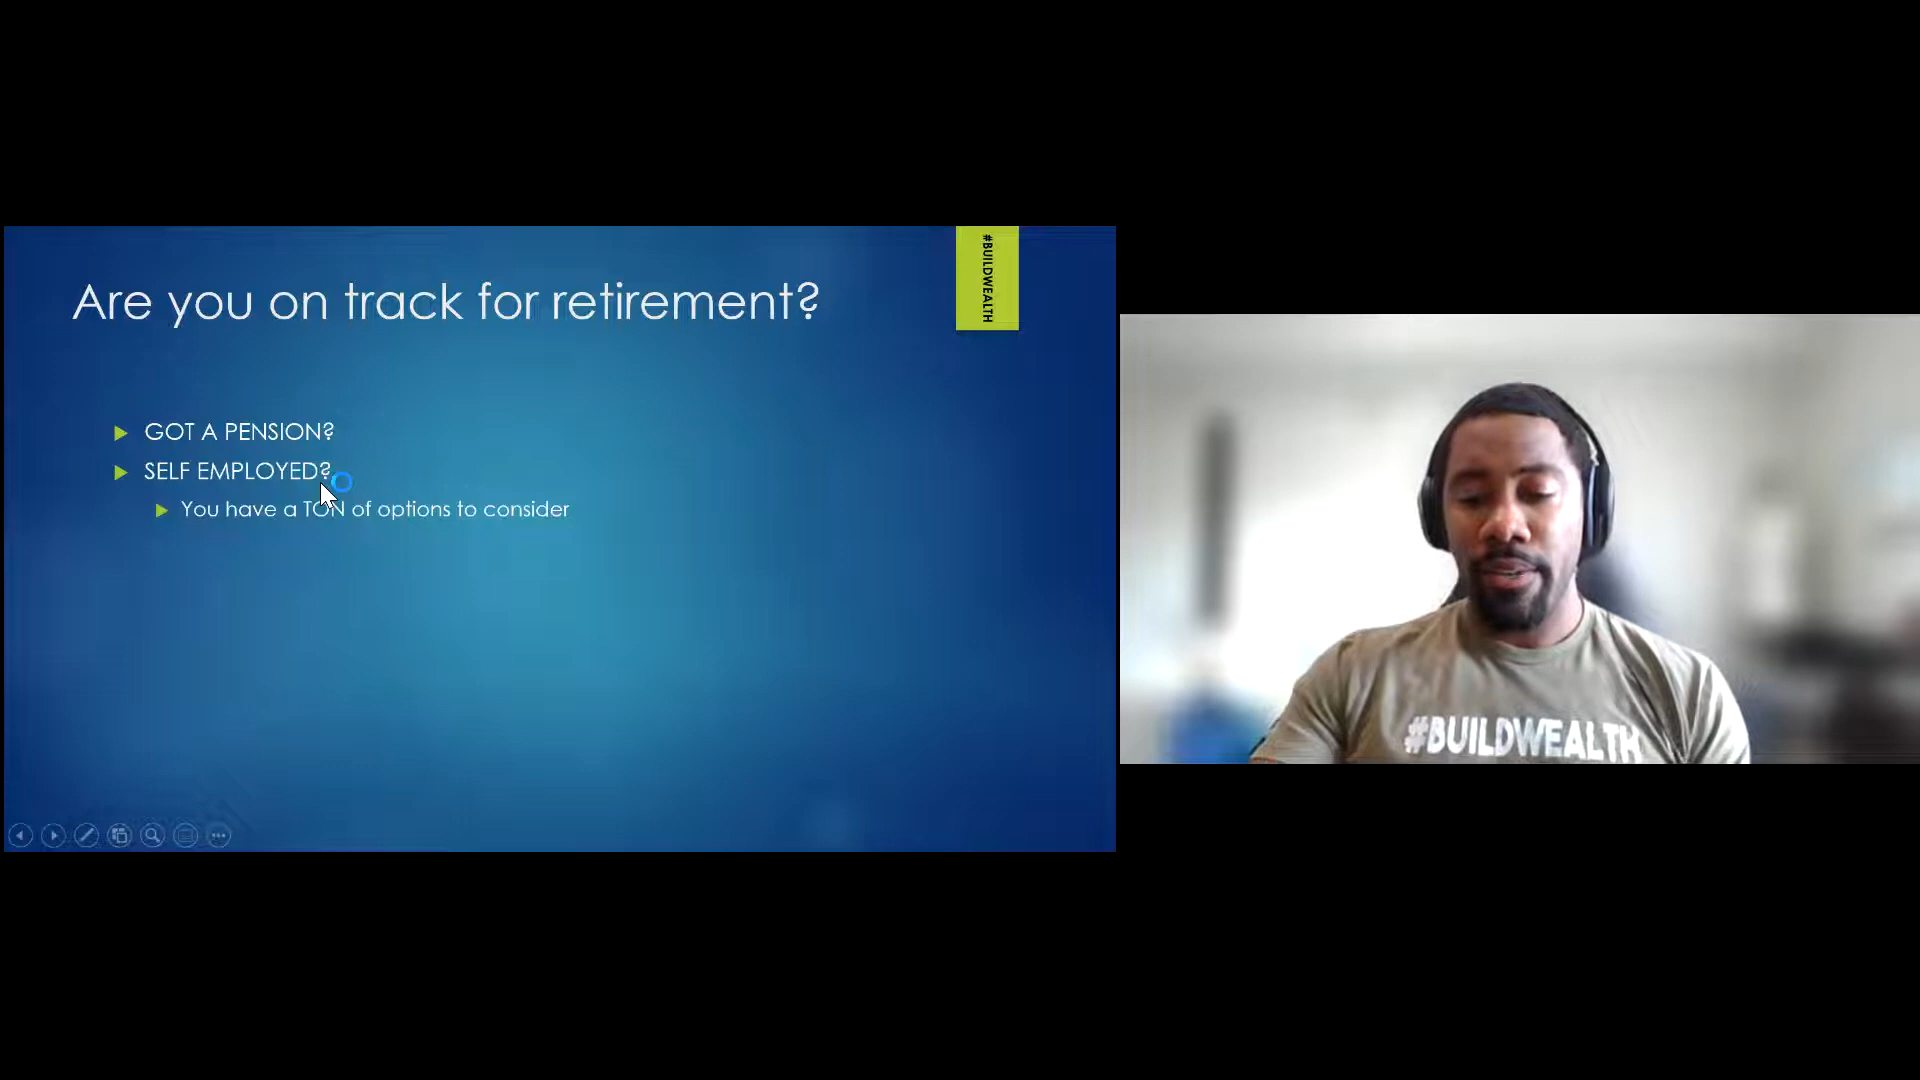 Are you on track for retirement?
#BUILDWEALTH
GOT A PENSION?
SELF EMPLOYED?
You have a TON of options to consider
#BUILDWEALTH